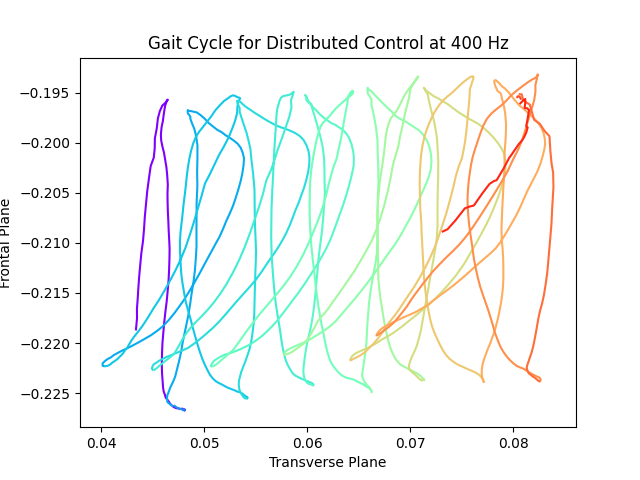 Gait Cycle for Distributed Control at 400 Hz
Frontal Plane
−0.195
−0.200
−0.205
−0.210
−0.215
−0.220
−0.225
0.04 0.05 0.06 0.07 0.08
Transverse Plane